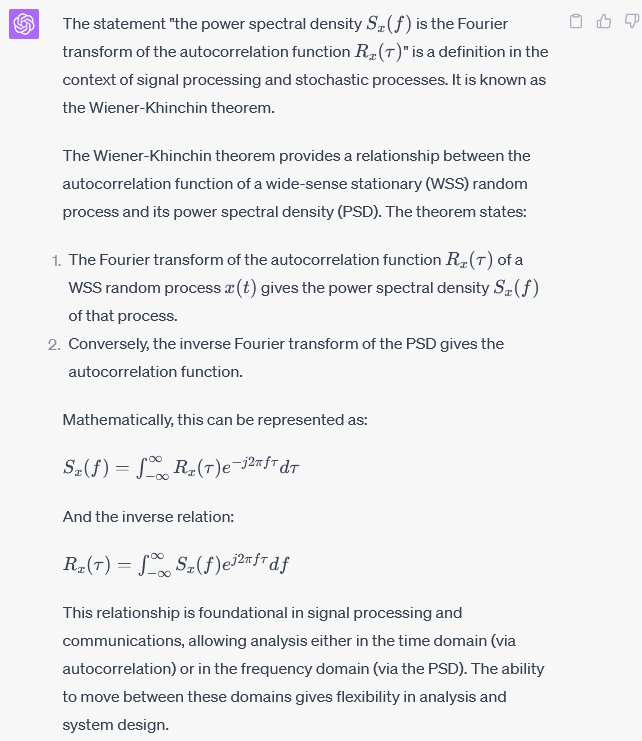 The statement "the power spectral density Sₓ(f) is the Fourier
transform of the autocorrelation function Rₓ(τ)" is a definition in the
context of signal processing and stochastic processes. It is known as
the Wiener-Khinchin theorem.
The Wiener-Khinchin theorem provides a relationship between the
autocorrelation function of a wide-sense stationary (WSS) random
process and its power spectral density (PSD). The theorem states:
1. The Fourier transform of the autocorrelation function Rₓ(τ) of a
WSS random process x(t) gives the power spectral density Sₓ(f)
of that process.
2. Conversely, the inverse Fourier transform of the PSD gives the
autocorrelation function.
Mathematically, this can be represented as:
Sₓ(f) = ∫_{-∞}^{∞} Rₓ(τ)e^{-j2πfτ}dτ
And the inverse relation:
Rₓ(τ) = ∫_{-∞}^{∞} Sₓ(f)e^{j2πfτ}df
This relationship is foundational in signal processing and
communications, allowing analysis either in the time domain (via
autocorrelation) or in the frequency domain (via the PSD). The ability
to move between these domains gives flexibility in analysis and
system design.